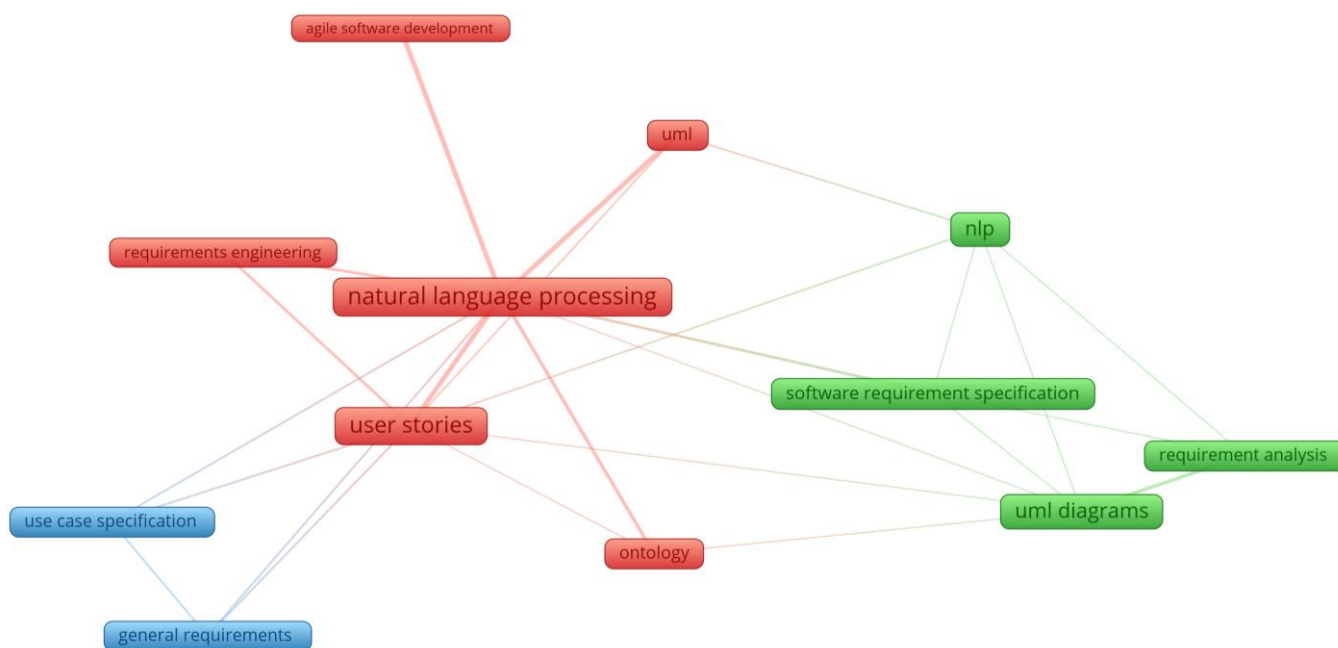 agile software development
uml
nlp
requirements engineering
natural language processing
software requirement specification
user stories
requirement analysis
uml diagrams
use case specification
ontology
general requirements